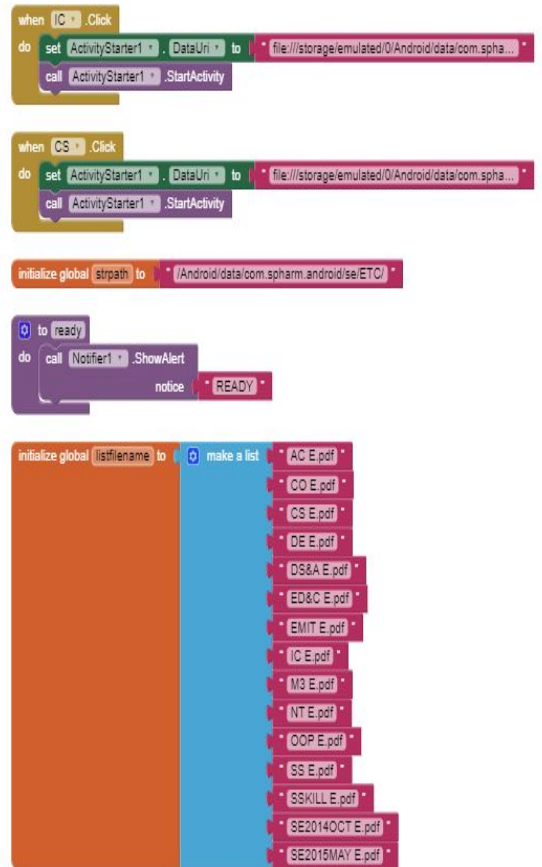 when IC .Click
do set ActivityStarter1 . DataUri to " file:///storage/emulated/0/Android/data/com.spha... "
call ActivityStarter1 .StartActivity
when CS .Click
do set ActivityStarter1 . DataUri to " file:///storage/emulated/0/Android/data/com.spha... "
call ActivityStarter1 .StartActivity
initialize global strpath to " /Android/data/com.spharm.android/se/ETC/ "
to ready
do call Notifier1 .ShowAlert
notice " READY "
initialize global listfilename to make a list " AC E.pdf "
" CO E.pdf "
" CS E.pdf "
" DE E.pdf "
" DS&A E.pdf "
" ED&C E.pdf "
" EMIT E.pdf "
" IC E.pdf "
" M3 E.pdf "
" NT E.pdf "
" OOP E.pdf "
" SS E.pdf "
" SSKILL E.pdf "
" SE2014OCT E.pdf "
" SE2015MAY E.pdf "